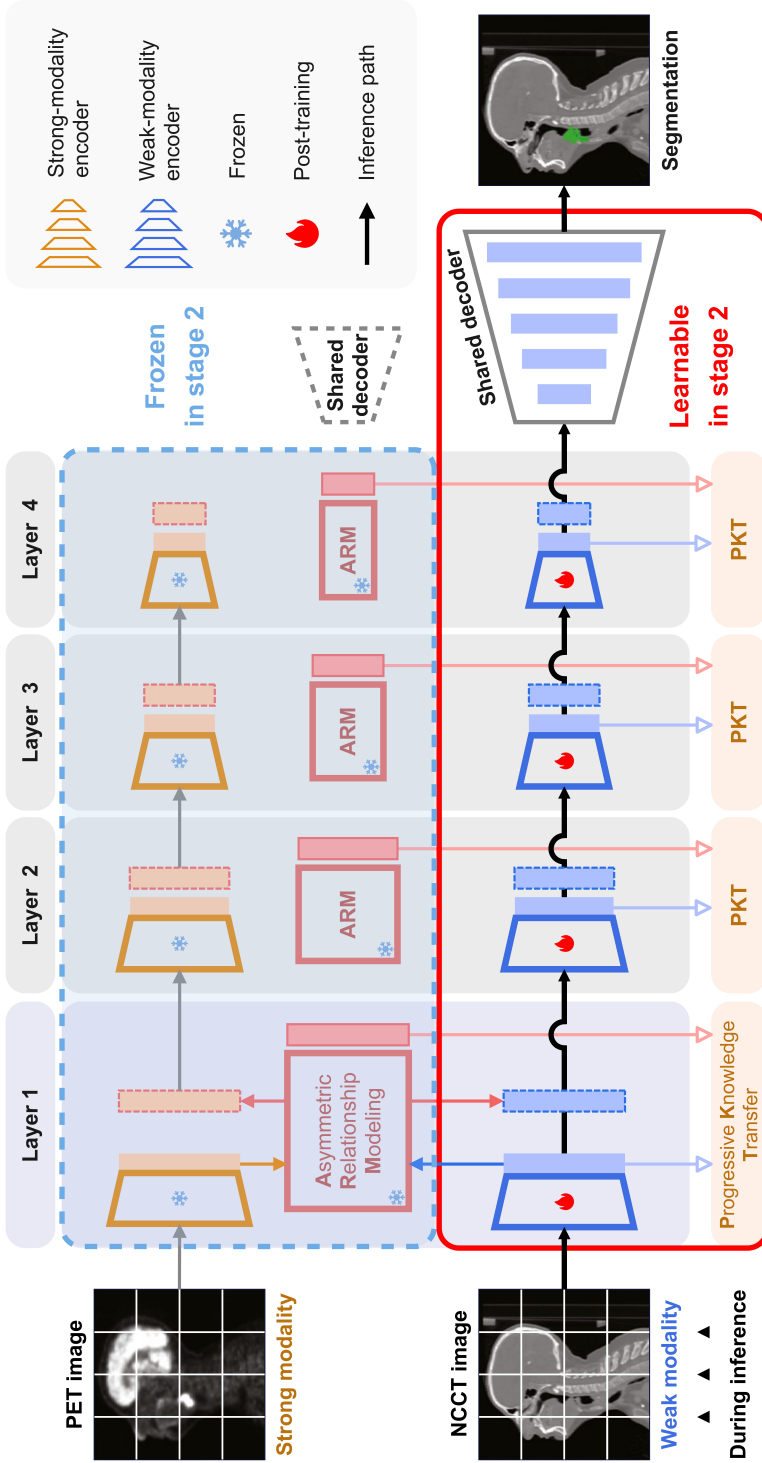 PET image
Strong modality
NCCT image
Weak modality
During inference
Layer 1
Layer 2
Layer 3
Layer 4
Asymmetric
Relationship
Modeling
ARM
ARM
ARM
Progressive Knowledge
Transfer
PKT
PKT
PKT
Frozen
in stage 2
Shared
decoder
Shared decoder
Learnable
in stage 2
Segmentation
Strong-modality
encoder
Weak-modality
encoder
Frozen
Post-training
Inference path